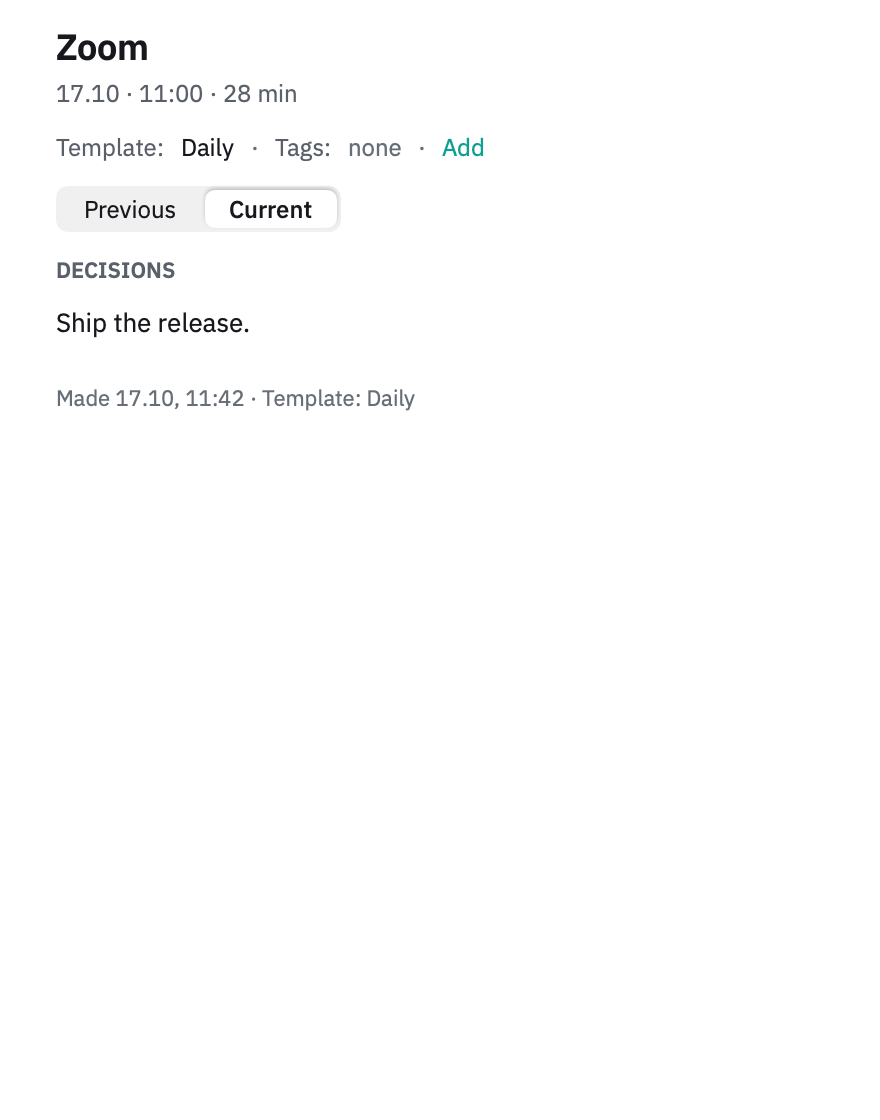 Zoom
17.10 · 11:00 · 28 min
Template: Daily · Tags: none · Add
Previous Current
DECISIONS
Ship the release.
Made 17.10, 11:42 · Template: Daily